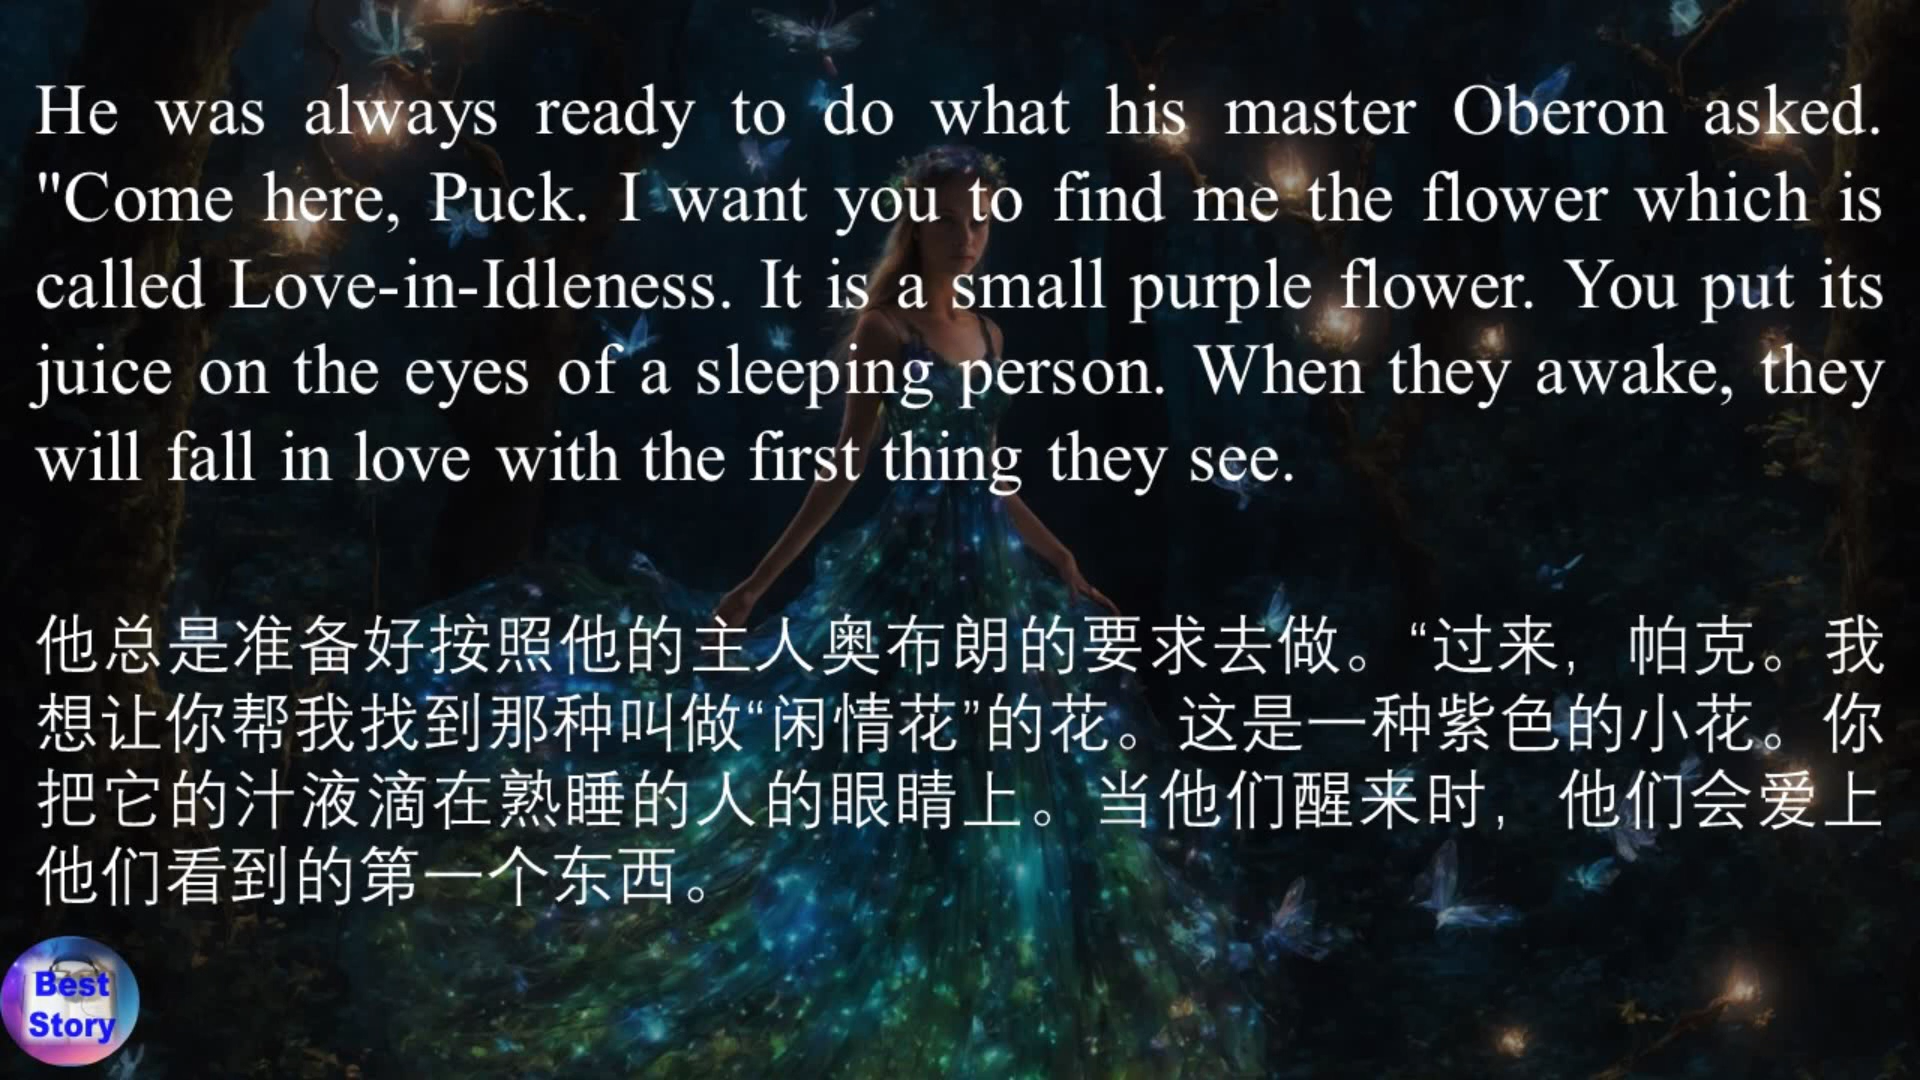 He was always ready to do what his master Oberon asked.
"Come here, Puck. I want you to find me the flower which is
called Love-in-Idleness. It is a small purple flower. You put its
juice on the eyes of a sleeping person. When they awake, they
will fall in love with the first thing they see.
他总是准备好按照他的主人奥布朗的要求去做。“过来，帕克。我
想让你帮我找到那种叫做“闲情花”的花。这是一种紫色的小花。你
把它的汁液滴在熟睡的人的眼睛上。当他们醒来时，他们会爱上
他们看到的第一个东西。
Best
Story